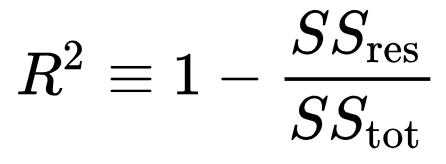 R² ≡ 1 − SS_res / SS_tot